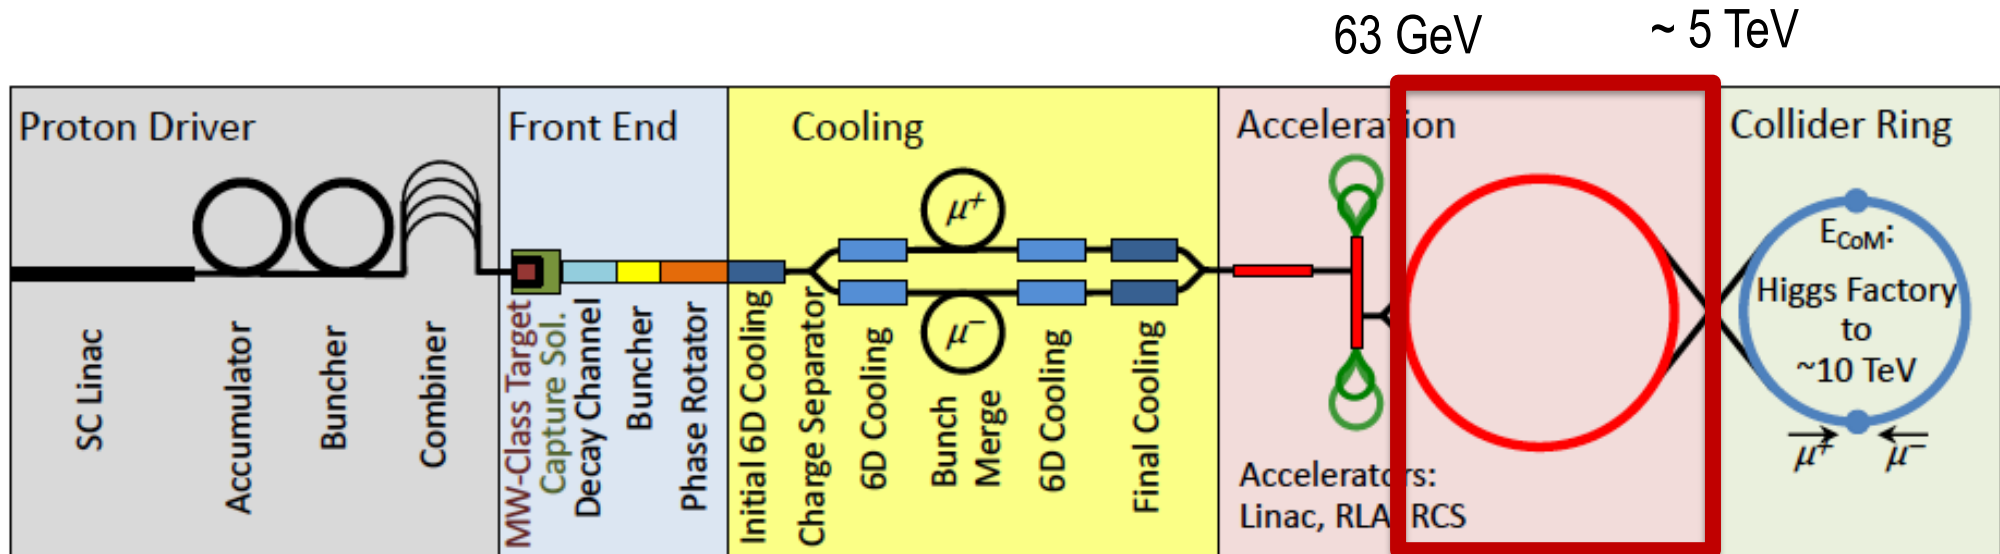 63 GeV
~ 5 TeV
Proton Driver
Front End
Cooling
Acceleration
Collider Ring
SC Linac
Accumulator
Buncher
Combiner
MW-Class Target
Capture Sol.
Decay Channel
Buncher
Phase Rotator
Initial 6D Cooling
Charge Separator
6D Cooling
μ+
μ−
Bunch
Merge
6D Cooling
Final Cooling
Accelerators:
Linac, RLA, RCS
ECoM:
Higgs Factory
to
~10 TeV
μ+ μ−